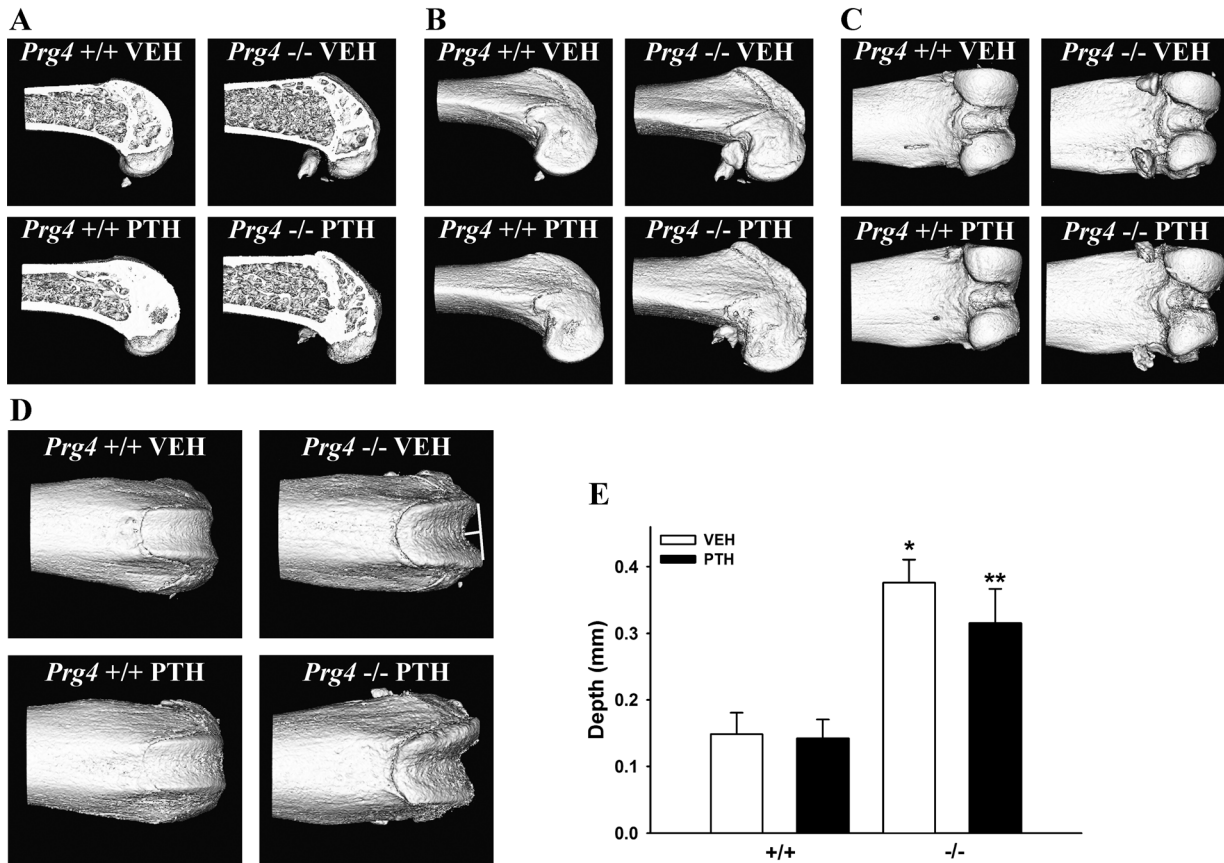 A
B
C
Prg4 +/+ VEH
Prg4 -/- VEH
Prg4 +/+ VEH
Prg4 -/- VEH
Prg4 +/+ VEH
Prg4 -/- VEH
Prg4 +/+ PTH
Prg4 -/- PTH
Prg4 +/+ PTH
Prg4 -/- PTH
Prg4 +/+ PTH
Prg4 -/- PTH
D
Prg4 +/+ VEH
Prg4 -/- VEH
Prg4 +/+ PTH
Prg4 -/- PTH
E
VEH
PTH
*
**
Depth (mm)
0.4
0.3
0.2
0.1
0.0
+/+
-/-